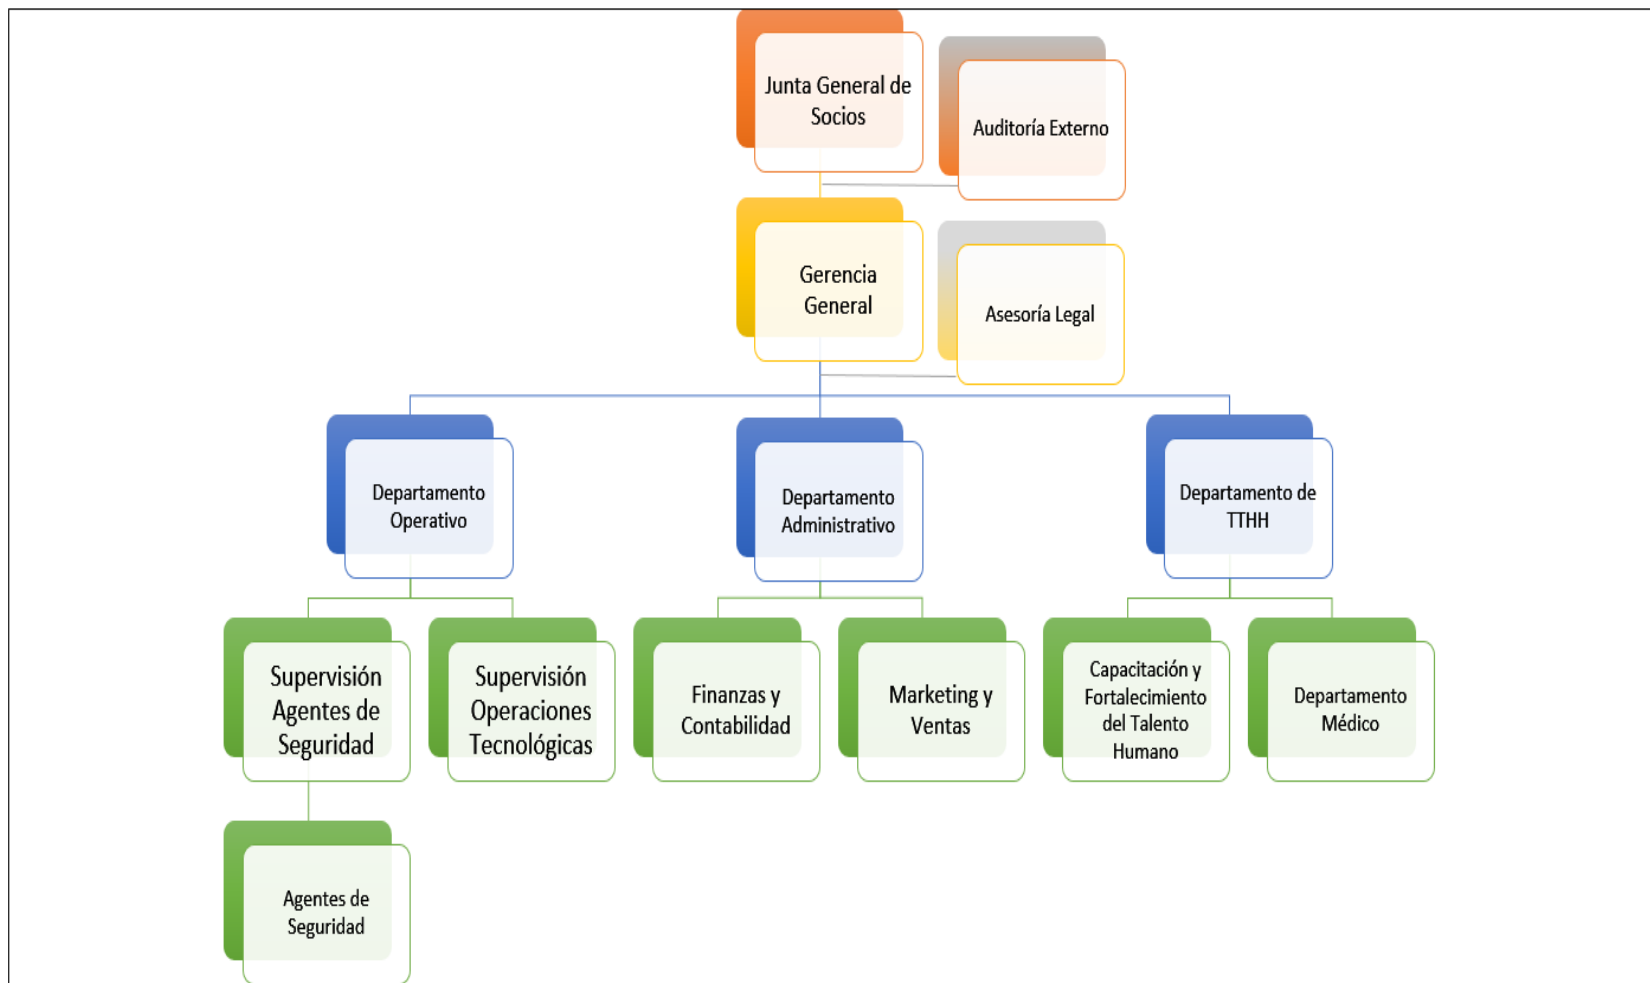 Junta General de
Socios
Auditoría Externo
Gerencia
General
Asesoría Legal
Departamento
Operativo
Departamento
Administrativo
Departamento de
TTHH
Supervisión
Agentes de
Seguridad
Supervisión
Operaciones
Tecnológicas
Finanzas y
Contabilidad
Marketing y
Ventas
Capacitación y
Fortalecimiento
del Talento
Humano
Departamento
Médico
Agentes de
Seguridad